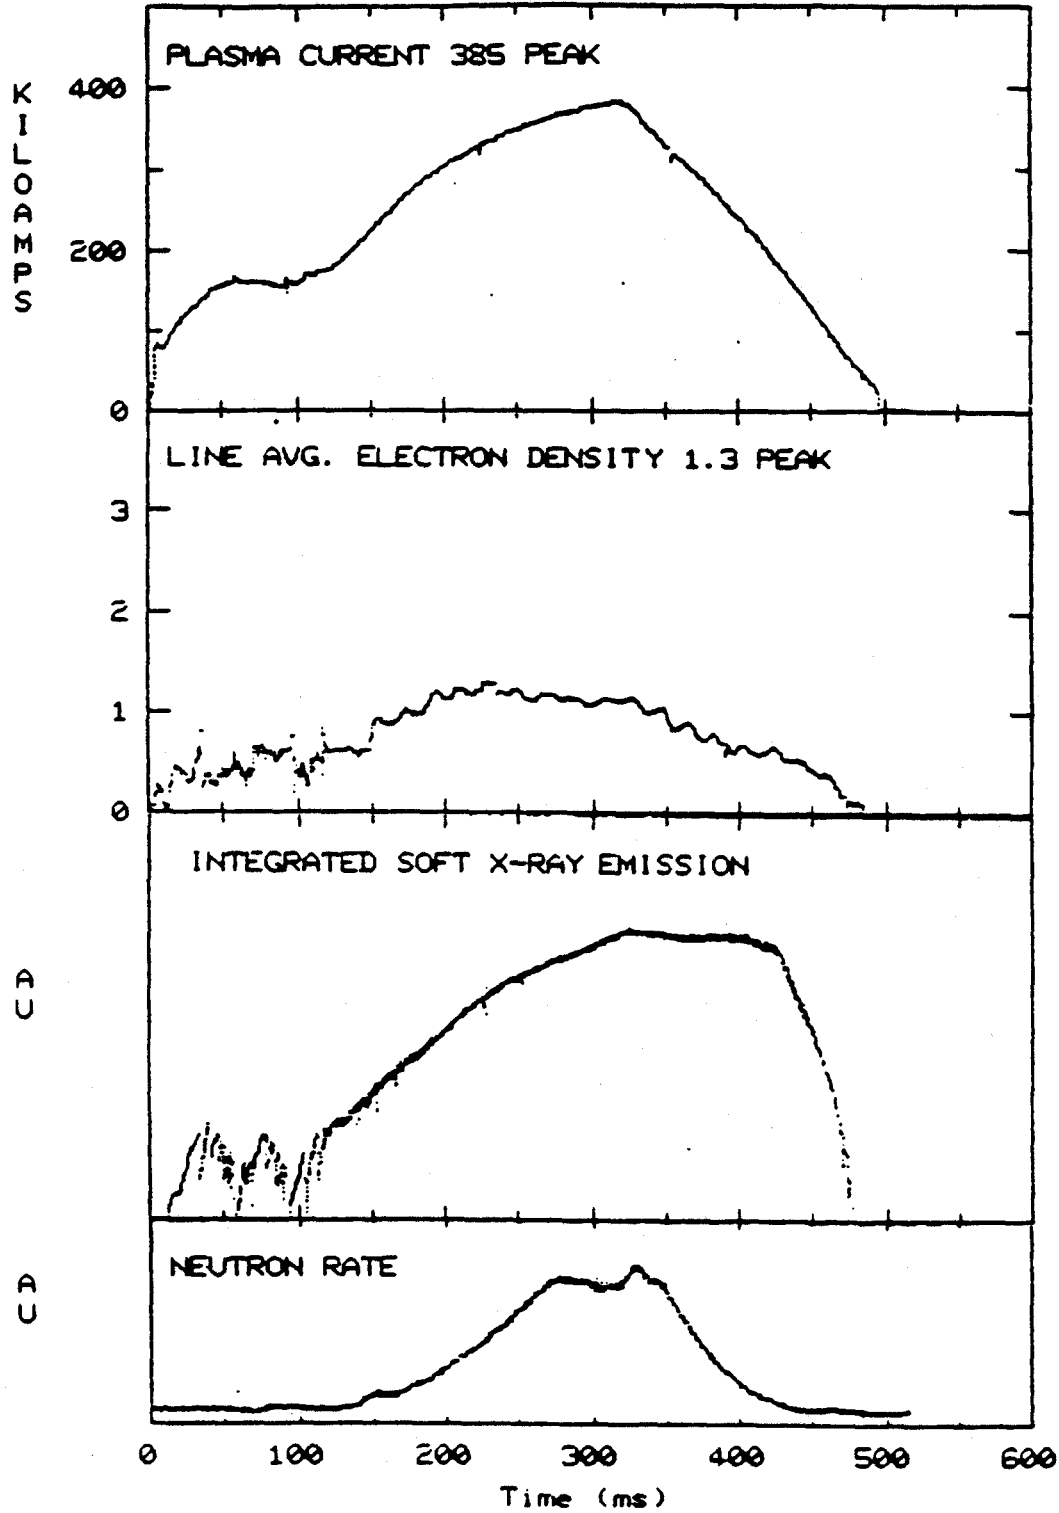 PLASMA CURRENT 385 PEAK
KILOAMPS
400
200
0
LINE AVG. ELECTRON DENSITY 1.3 PEAK
3
2
1
0
INTEGRATED SOFT X-RAY EMISSION
AU
NEUTRON RATE
AU
0 100 200 300 400 500 600
Time (ms)